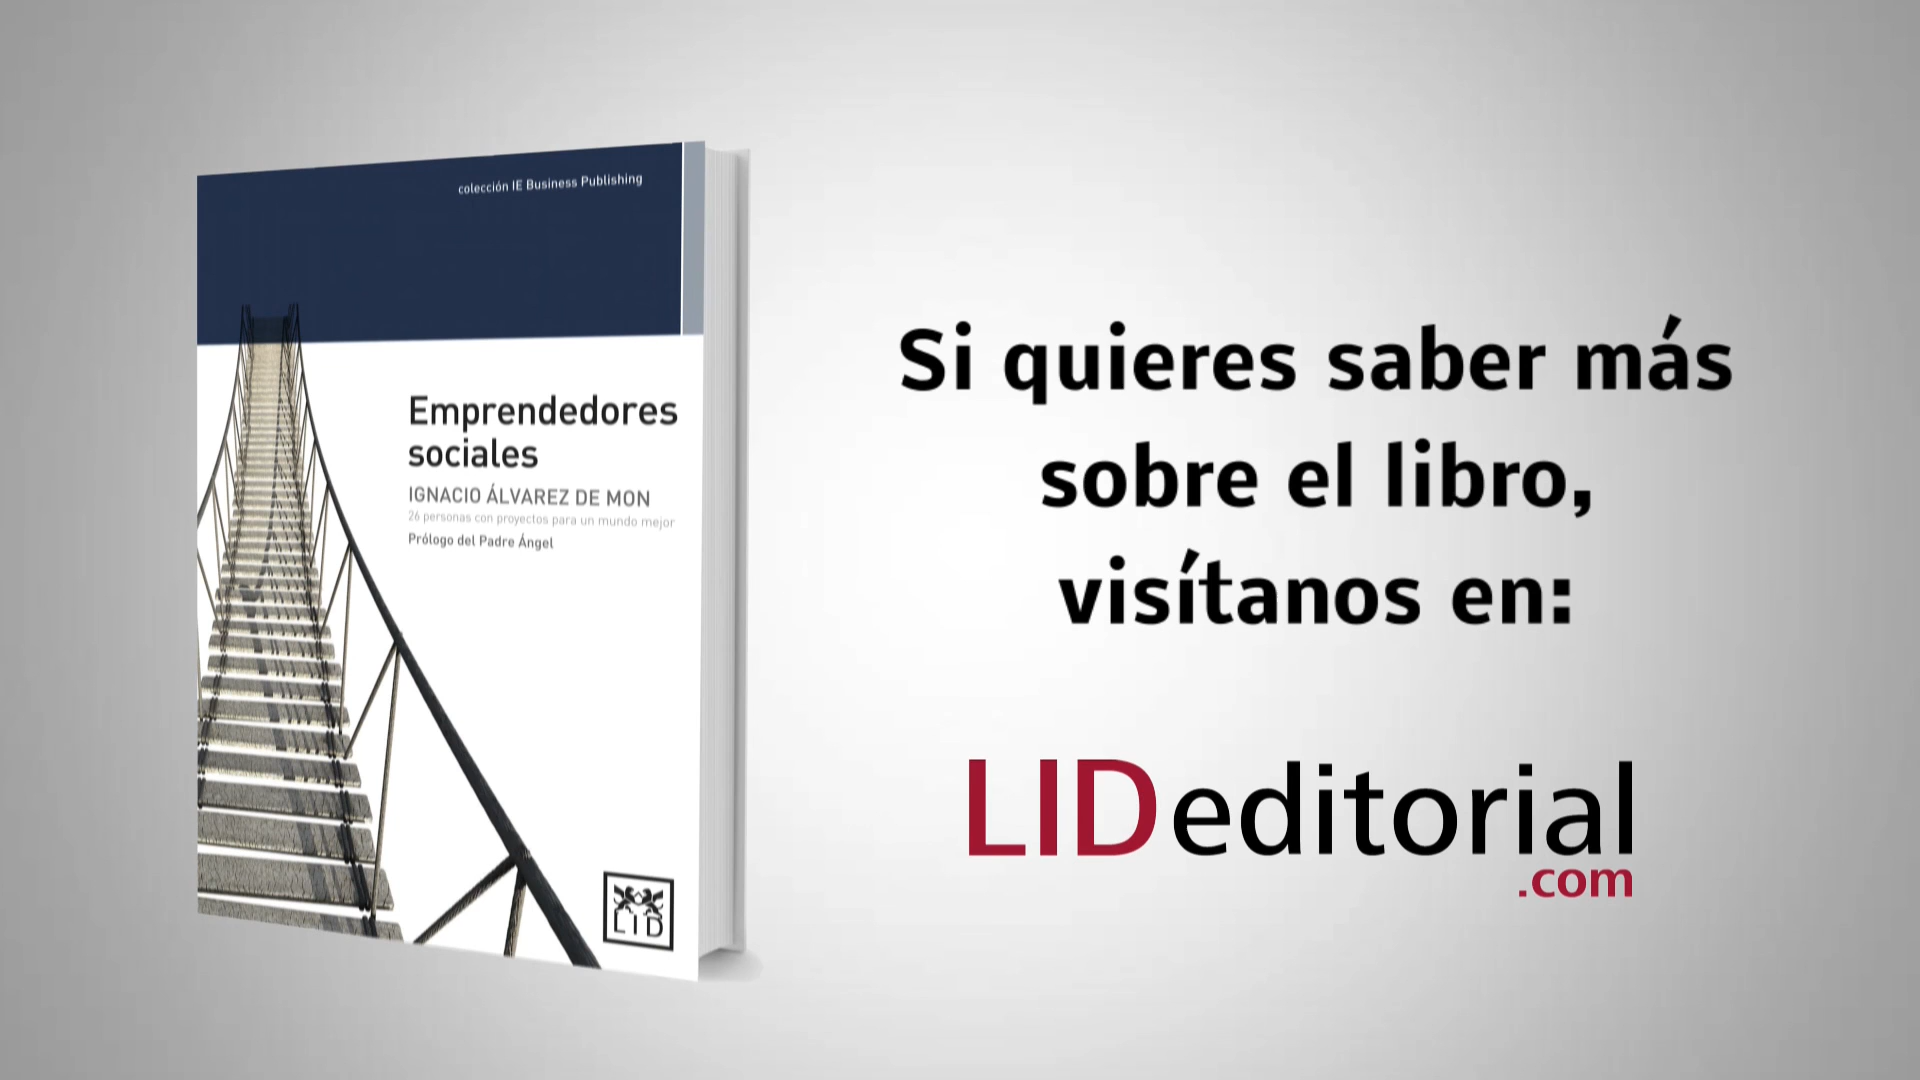 colección IE Business Publishing
Emprendedores
sociales
IGNACIO ÁLVAREZ DE MON
26 personas con proyectos para un mundo mejor
Prólogo del Padre Ángel
LID
Si quieres saber más
sobre el libro,
visítanos en:
LIDeditorial
.com